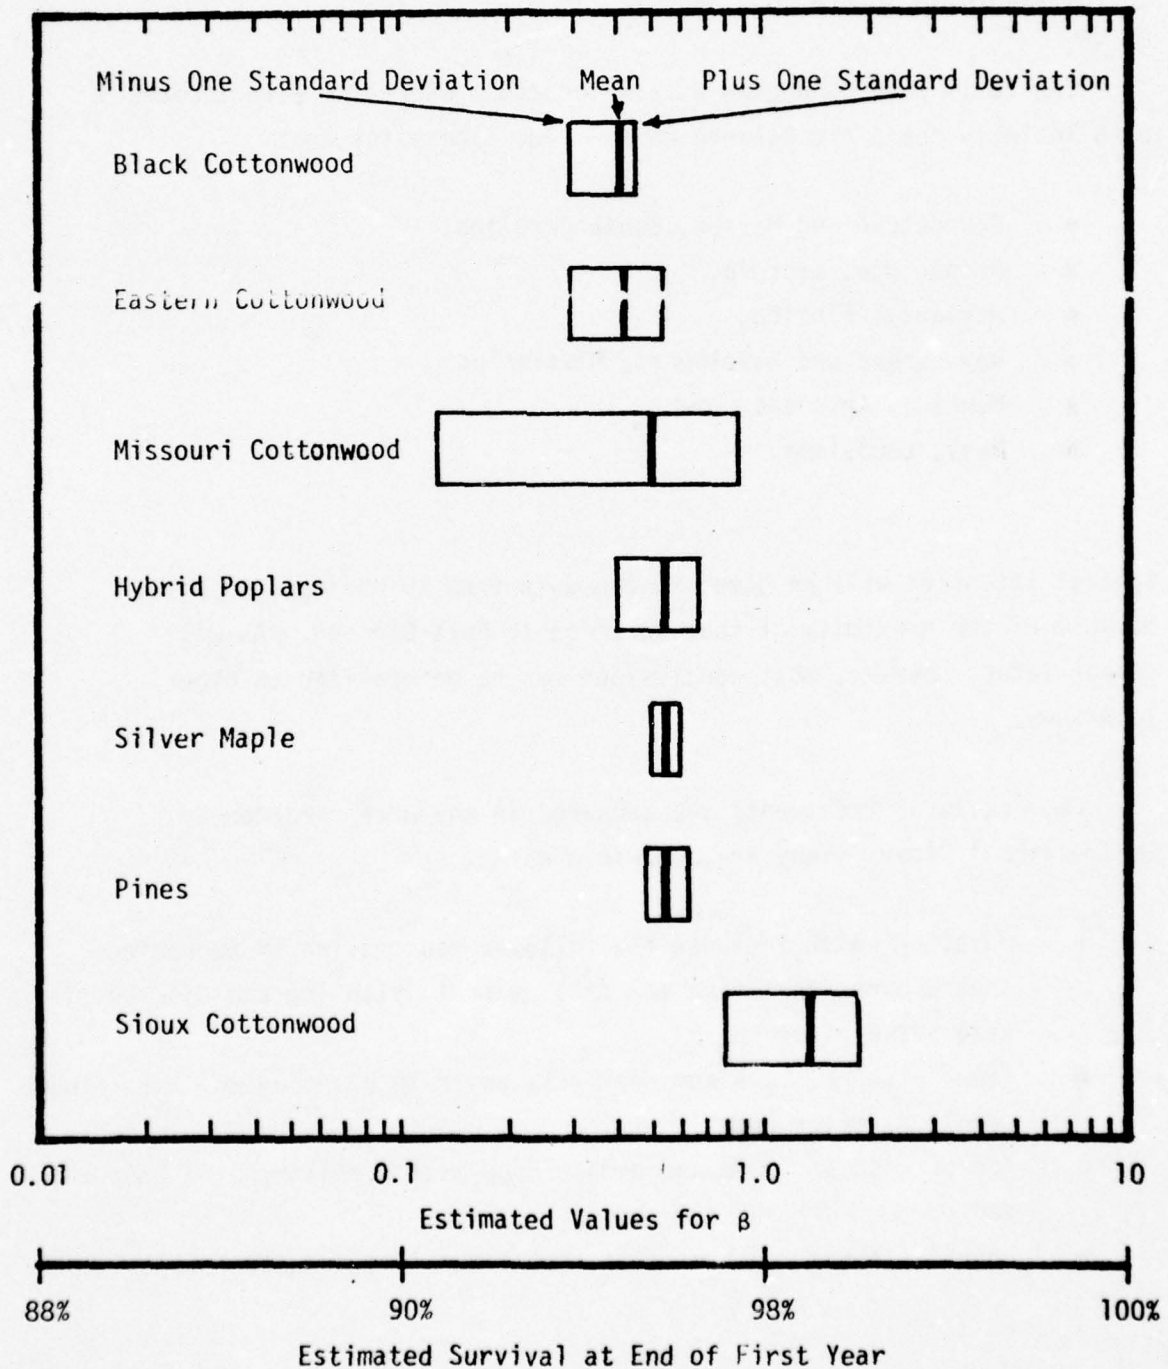 Minus One Standard Deviation Mean Plus One Standard Deviation
Black Cottonwood
Eastern Cottonwood
Missouri Cottonwood
Hybrid Poplars
Silver Maple
Pines
Sioux Cottonwood
0.01 0.1 1.0 10
Estimated Values for β
88% 90% 98% 100%
Estimated Survival at End of First Year